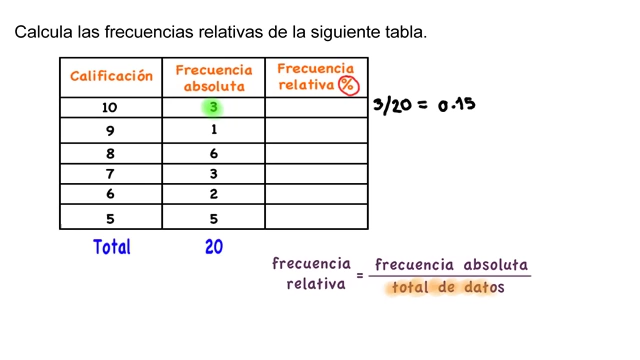 Calcula las frecuencias relativas de la siguiente tabla.
Calificación Frecuencia absoluta Frecuencia relativa %
10 3 3/20 = 0.15
9 1
8 6
7 3
6 2
5 5
Total 20
frecuencia relativa = frecuencia absoluta
total de datos